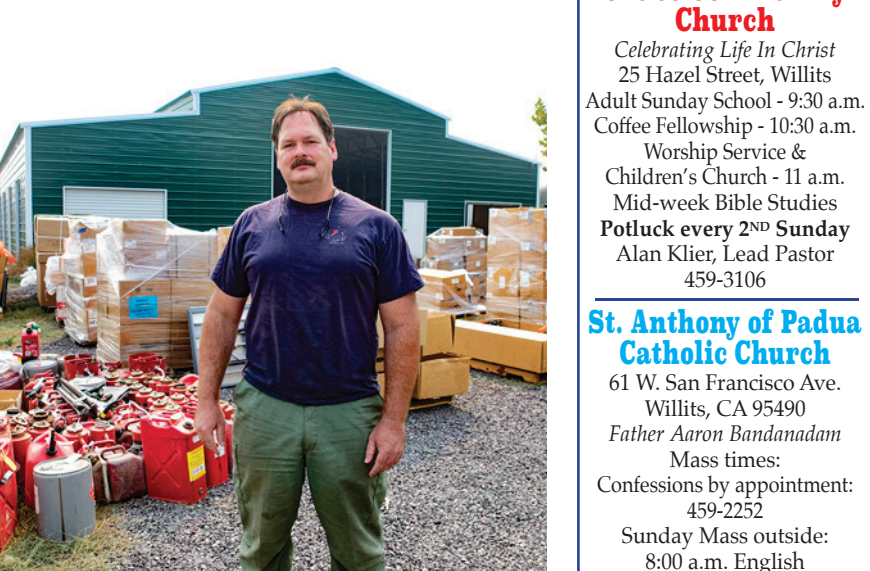 Church
Celebrating Life In Christ
25 Hazel Street, Willits
Adult Sunday School - 9:30 a.m.
Coffee Fellowship - 10:30 a.m.
Worship Service &
Children's Church - 11 a.m.
Mid-week Bible Studies
Potluck every 2ND Sunday
Alan Klier, Lead Pastor
459-3106
St. Anthony of Padua
Catholic Church
61 W. San Francisco Ave.
Willits, CA 95490
Father Aaron Bandanadam
Mass times:
Confessions by appointment:
459-2252
Sunday Mass outside:
8:00 a.m. English